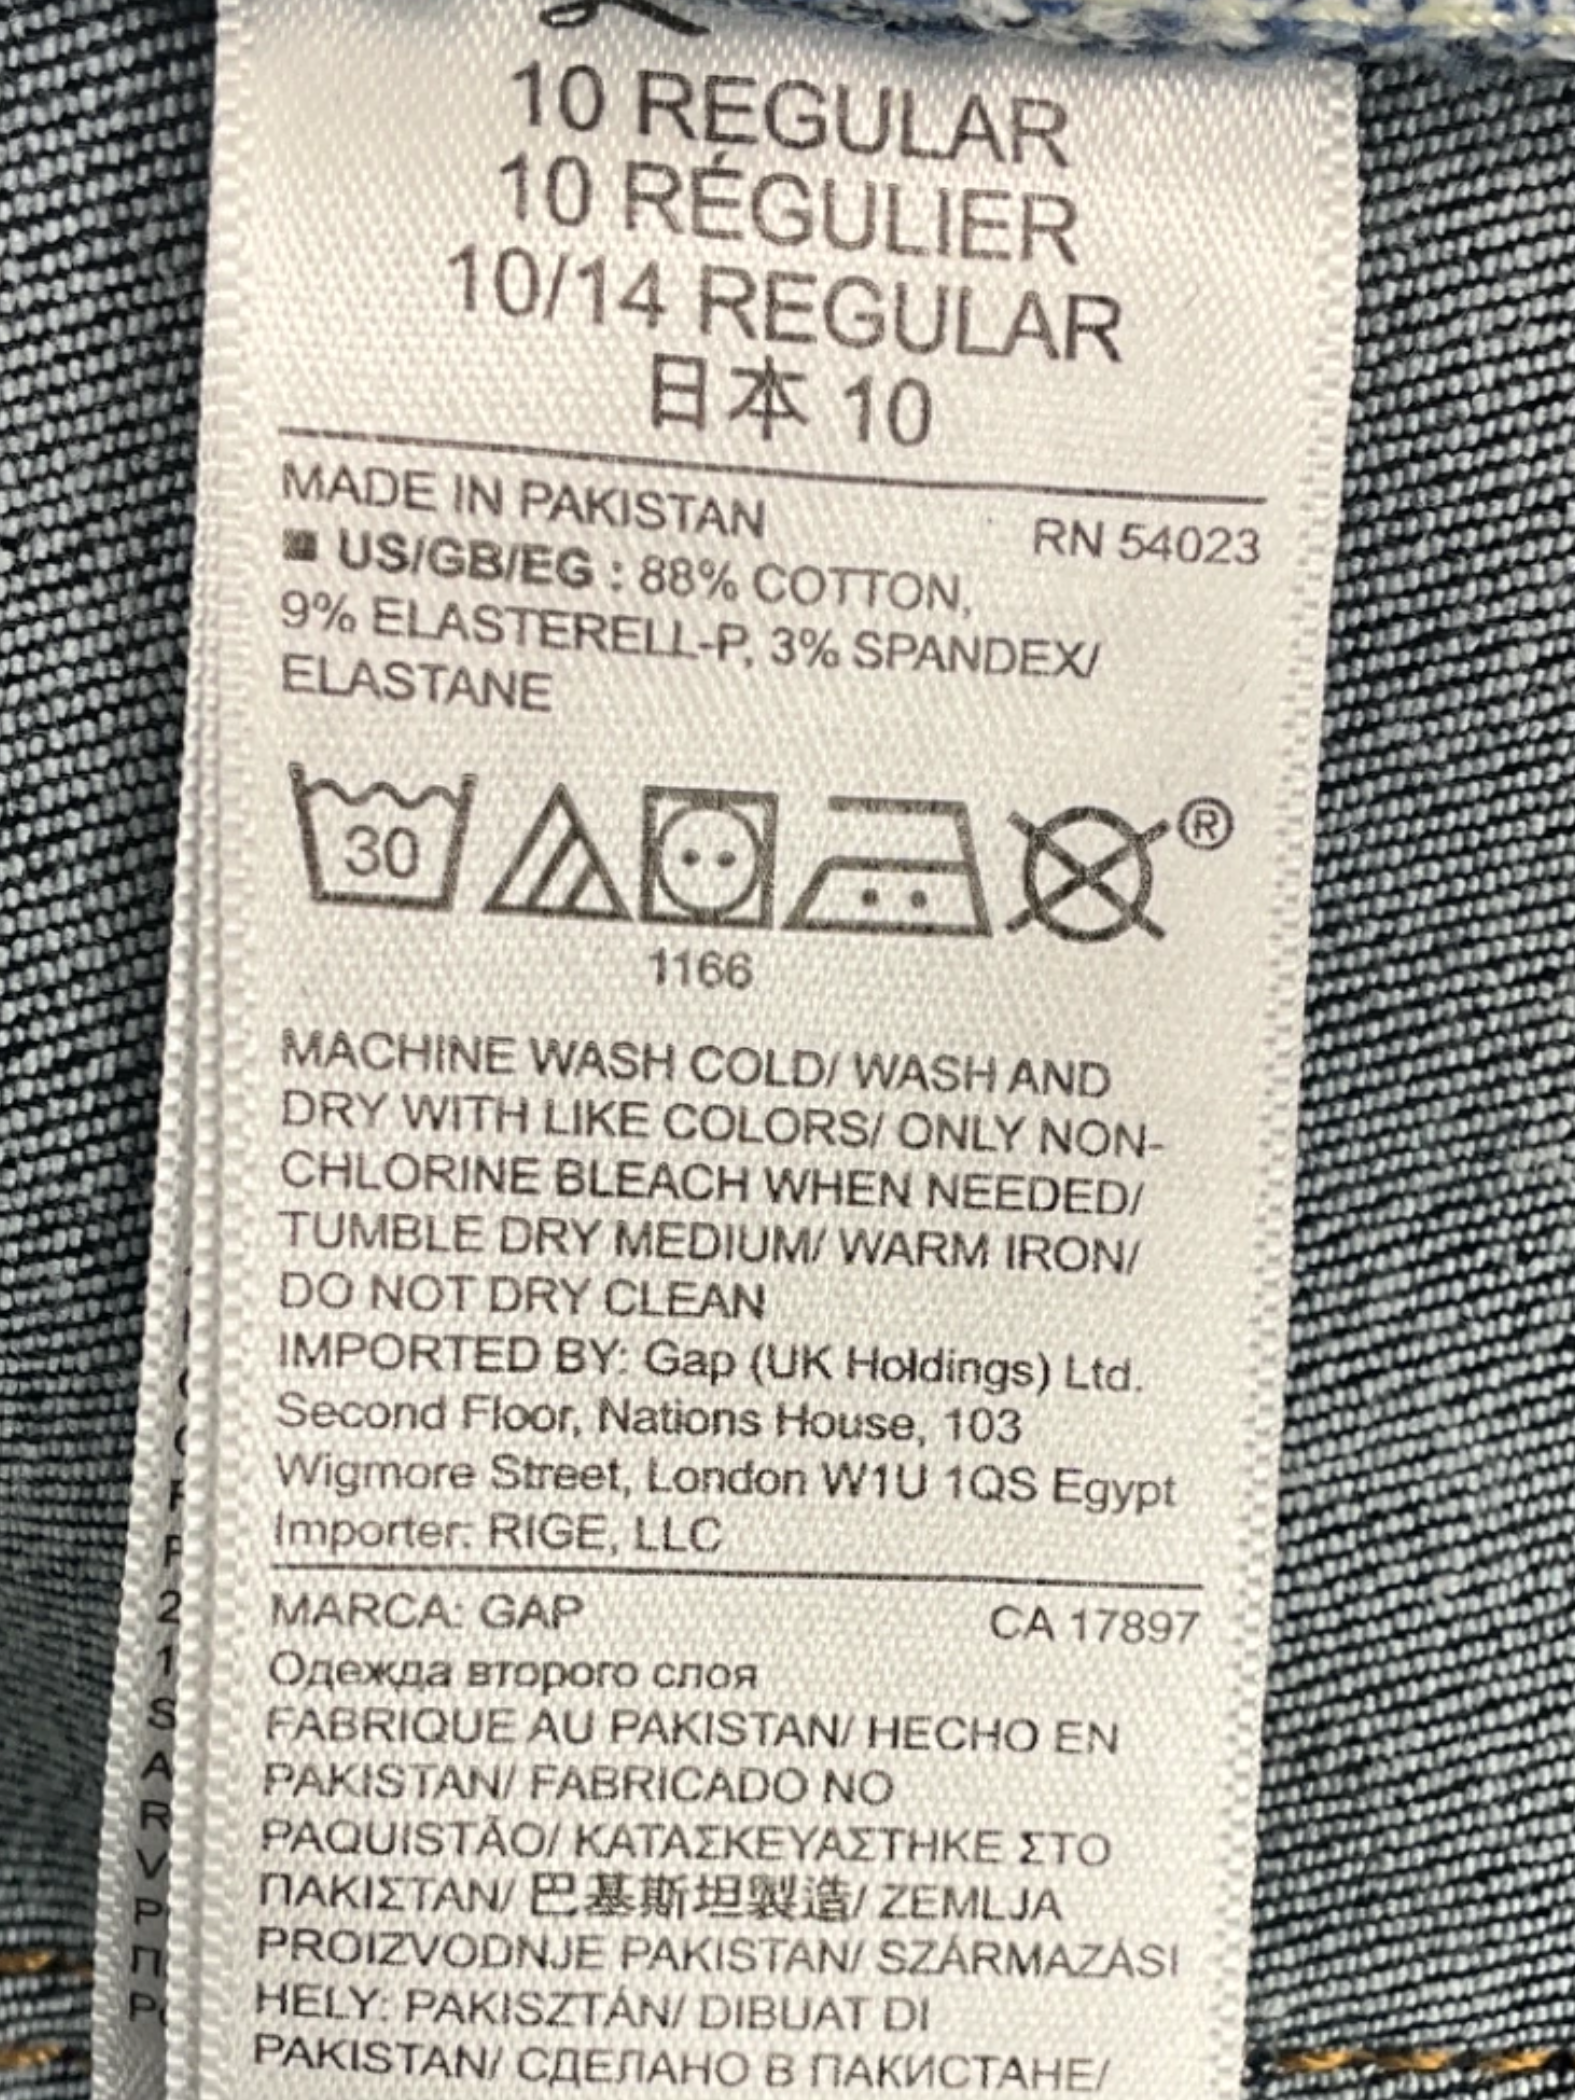 10 REGULAR
10 RÉGULIER
10/14 REGULAR
日本 10
MADE IN PAKISTAN
RN 54023
■ US/GB/EG : 88% COTTON,
9% ELASTERELL-P, 3% SPANDEX/
ELASTANE
30
®
1166
MACHINE WASH COLD/ WASH AND
DRY WITH LIKE COLORS/ ONLY NON-
CHLORINE BLEACH WHEN NEEDED/
TUMBLE DRY MEDIUM/ WARM IRON/
DO NOT DRY CLEAN
IMPORTED BY: Gap (UK Holdings) Ltd.
Second Floor, Nations House, 103
Wigmore Street, London W1U 1QS Egypt
Importer: RIGE, LLC
MARCA: GAP
CA 17897
Одежда второго слоя
FABRIQUE AU PAKISTAN/ HECHO EN
PAKISTAN/ FABRICADO NO
PAQUISTÃO/ ΚΑΤΑΣΚΕΥΑΣΤΗΚΕ ΣΤΟ
ΠΑΚΙΣΤΑΝ/ 巴基斯坦製造/ ZEMLJA
PROIZVODNJE PAKISTAN/ SZÁRMAZÁSI
HELY: PAKISZTÁN/ DIBUAT DI
PAKISTAN/ СДЕЛАНО В ПАКИСТАНЕ/